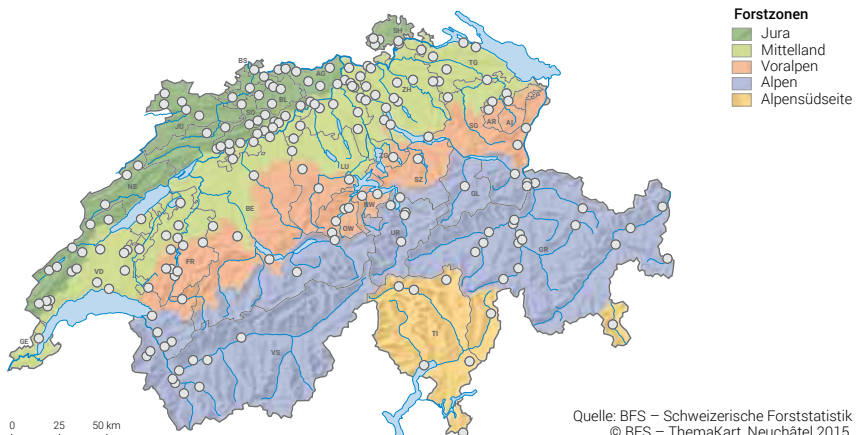 Forstzonen
Jura
Mittelland
Voralpen
Alpen
Alpensüdseite
SH
BS
TG
AG
BL
ZH
SO
JU
AR
AI
SG
ZG
LU
SZ
NE
GL
NW
BE
OW
UR
GR
FR
VD
TI
GE
VS
0 25 50 km
Quelle: BFS – Schweizerische Forststatistik
© BFS – ThemaKart, Neuchâtel 2015